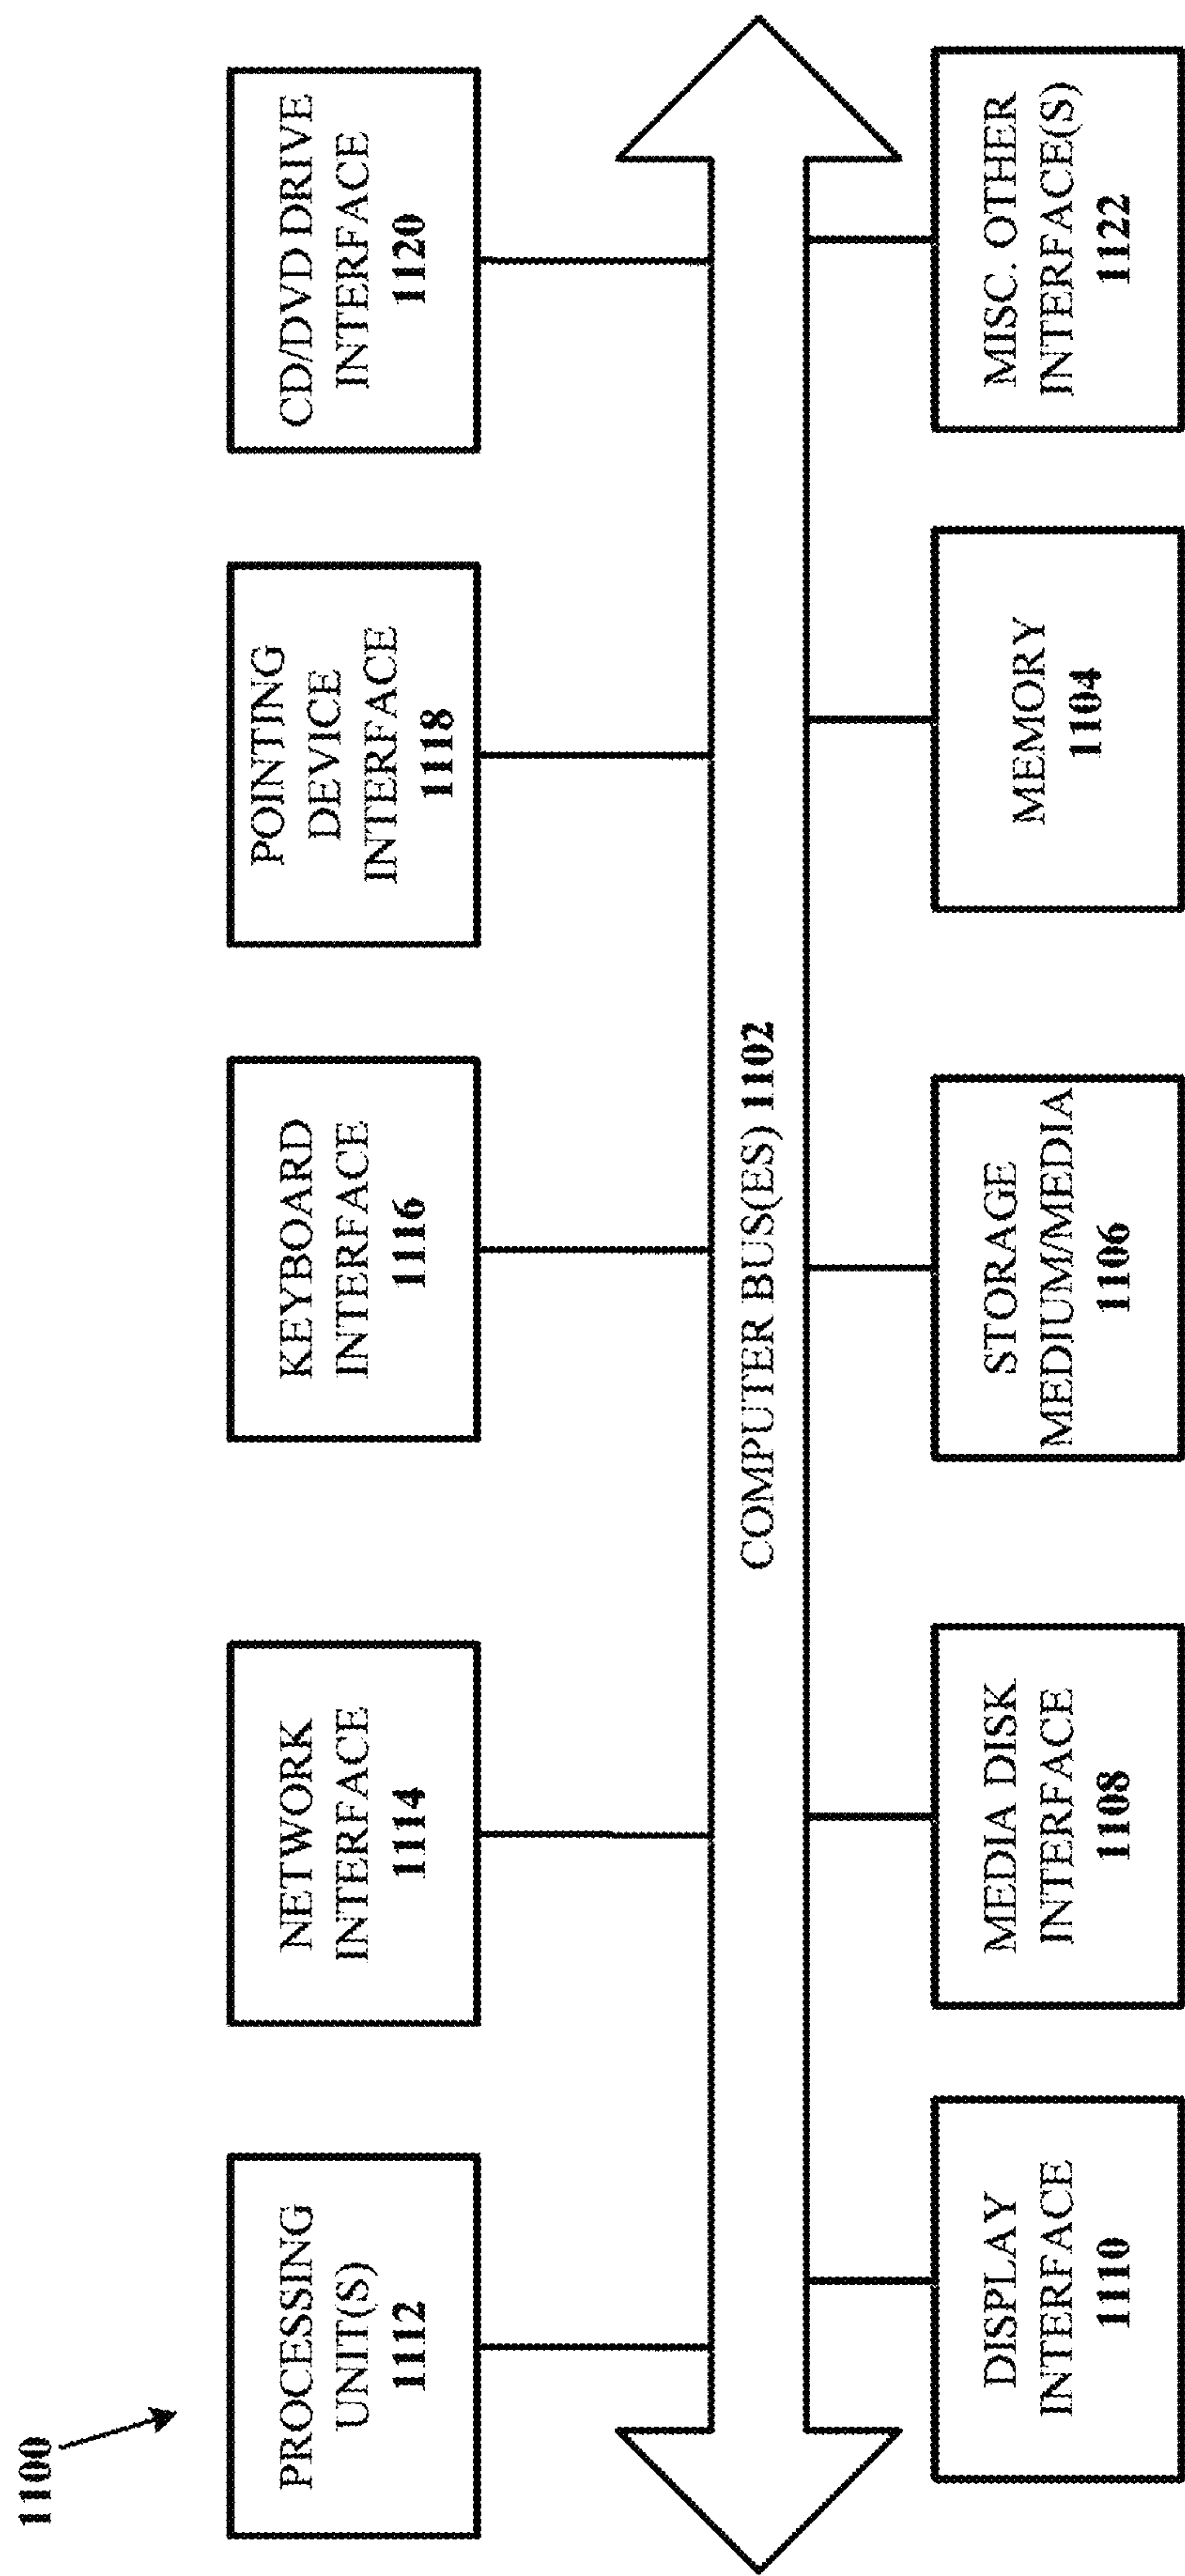 1100
PROCESSING
UNIT(S)
1112
NETWORK
INTERFACE
1114
KEYBOARD
INTERFACE
1116
POINTING
DEVICE
INTERFACE
1118
CD/DVD DRIVE
INTERFACE
1120
COMPUTER BUS(ES) 1102
DISPLAY
INTERFACE
1110
MEDIA DISK
INTERFACE
1108
STORAGE
MEDIUM/MEDIA
1106
MEMORY
1104
MISC. OTHER
INTERFACE(S)
1122